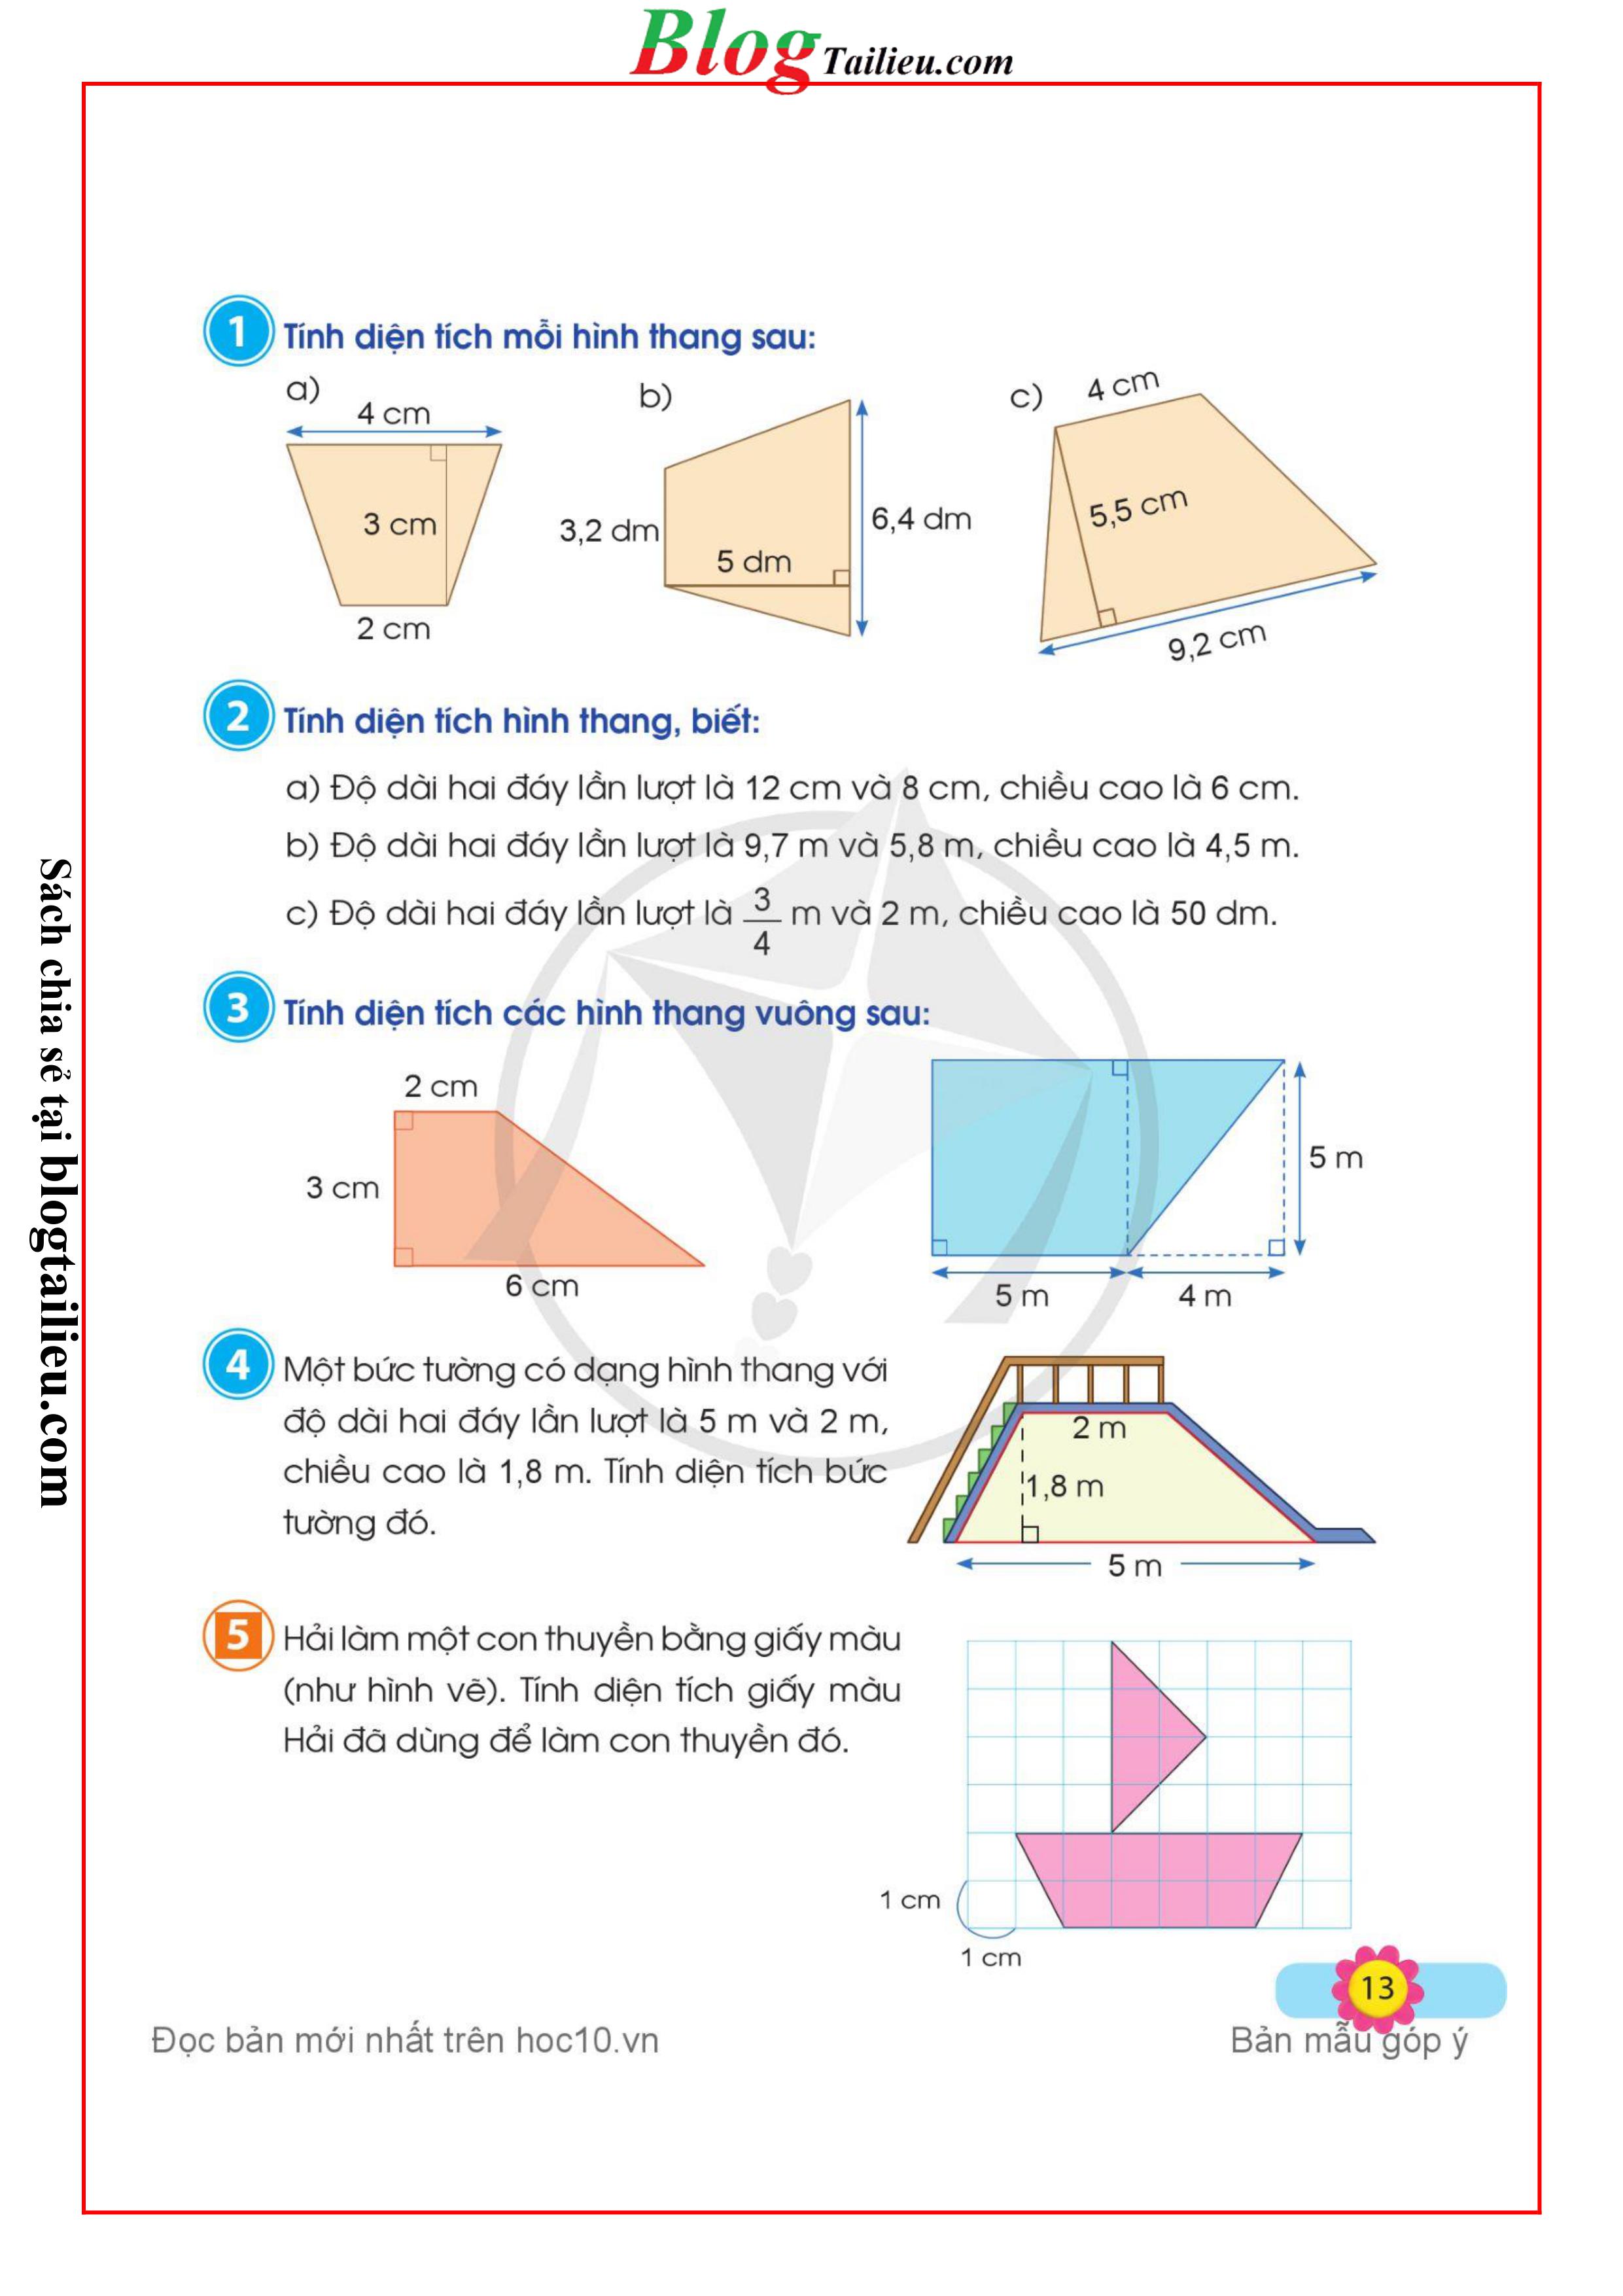 Blog Tailieu.com
1 Tính diện tích mỗi hình thang sau:
a)
4 cm
3 cm
2 cm
b)
3,2 dm
5 dm
6,4 dm
c)
4 cm
5,5 cm
9,2 cm
2 Tính diện tích hình thang, biết:
a) Độ dài hai đáy lần lượt là 12 cm và 8 cm, chiều cao là 6 cm.
b) Độ dài hai đáy lần lượt là 9,7 m và 5,8 m, chiều cao là 4,5 m.
c) Độ dài hai đáy lần lượt là 3/4 m và 2 m, chiều cao là 50 dm.
3 Tính diện tích các hình thang vuông sau:
2 cm
3 cm
6 cm
5 m
5 m
4 m
4 Một bức tường có dạng hình thang với
độ dài hai đáy lần lượt là 5 m và 2 m,
chiều cao là 1,8 m. Tính diện tích bức
tường đó.
2 m
1,8 m
5 m
5 Hải làm một con thuyền bằng giấy màu
(như hình vẽ). Tính diện tích giấy màu
Hải đã dùng để làm con thuyền đó.
1 cm
1 cm
13
Đọc bản mới nhất trên hoc10.vn
Bản mẫu góp ý
Sách chia sẻ tại blogtailieu.com